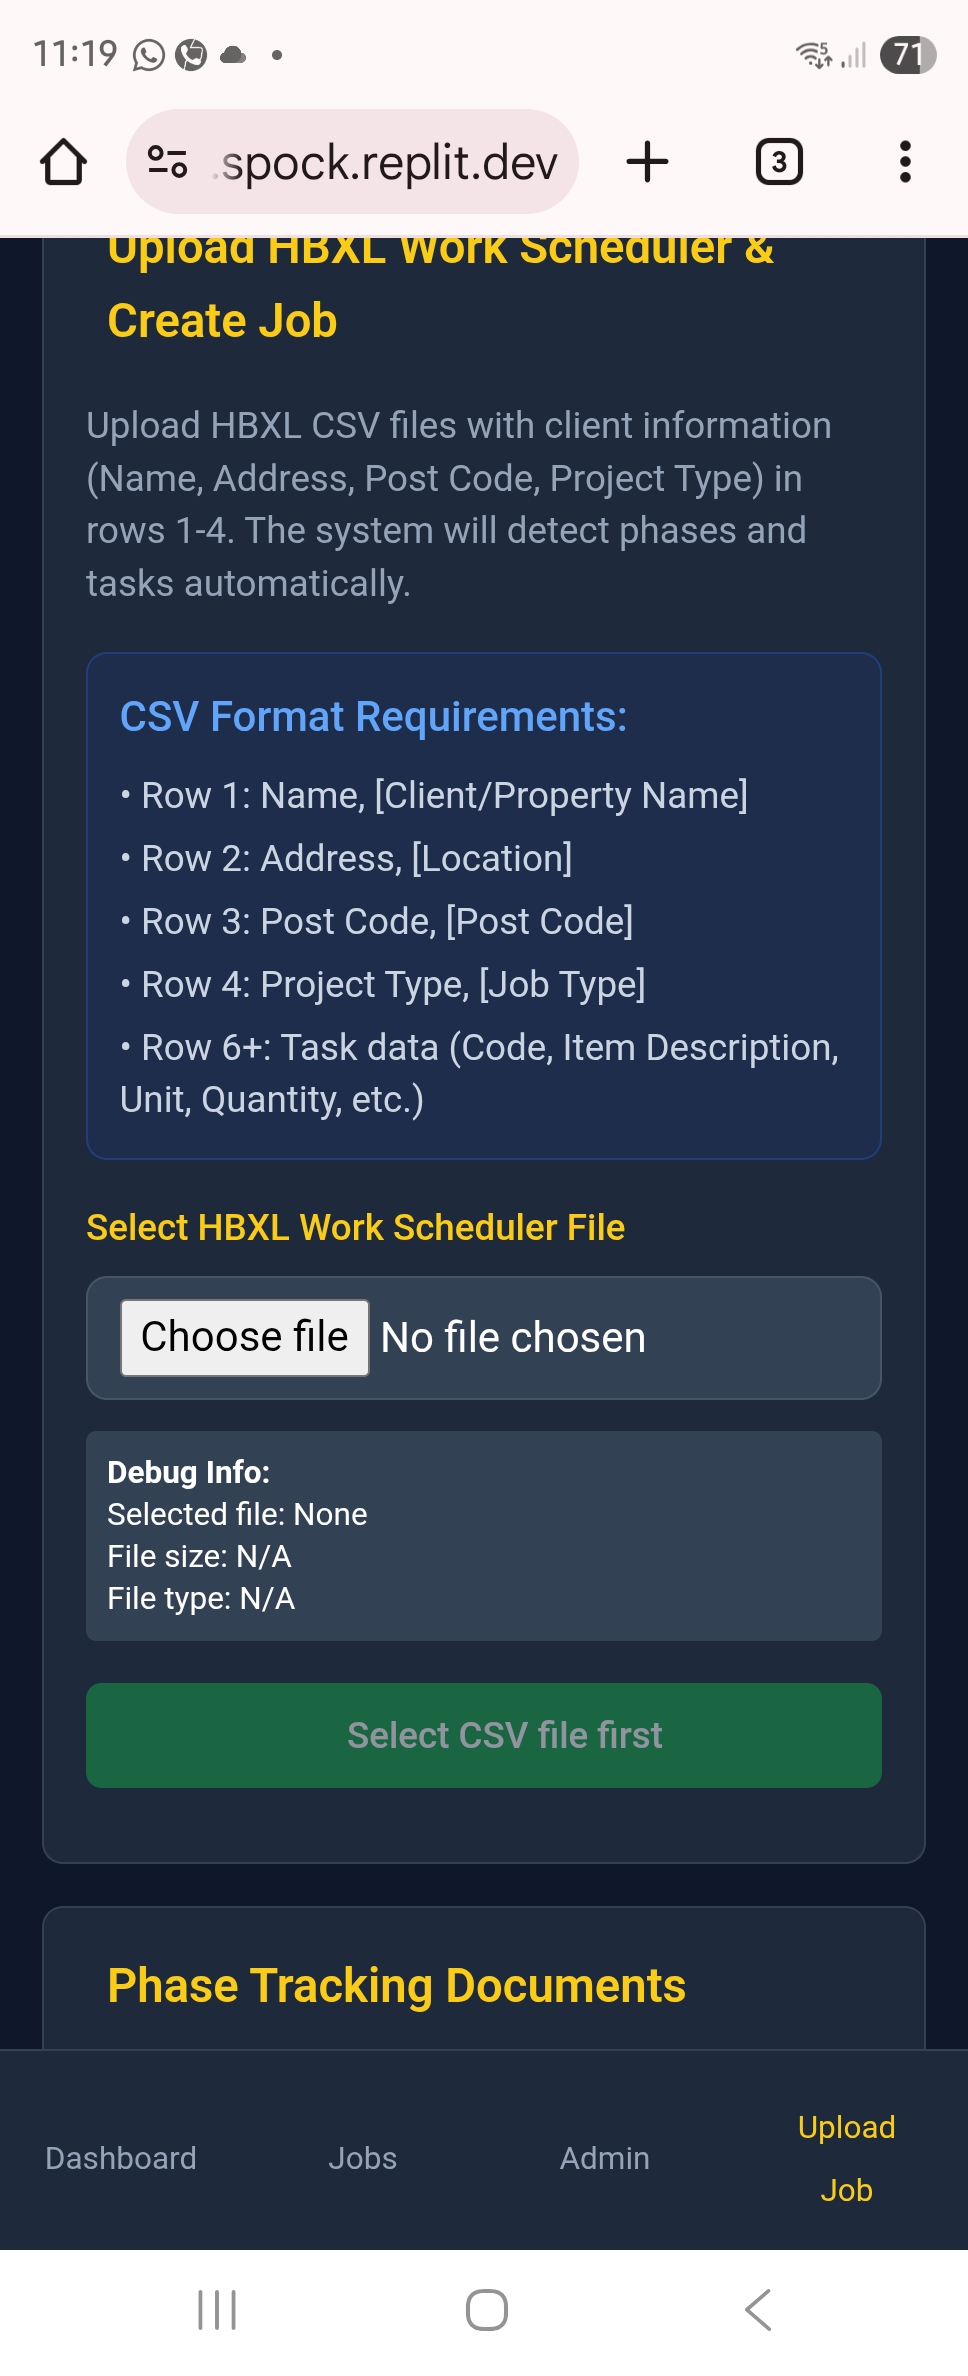 11:19
5
71
.spock.replit.dev
3
Upload HBXL Work Scheduler &
Create Job
Upload HBXL CSV files with client information
(Name, Address, Post Code, Project Type) in
rows 1-4. The system will detect phases and
tasks automatically.
CSV Format Requirements:
• Row 1: Name, [Client/Property Name]
• Row 2: Address, [Location]
• Row 3: Post Code, [Post Code]
• Row 4: Project Type, [Job Type]
• Row 6+: Task data (Code, Item Description,
Unit, Quantity, etc.)
Select HBXL Work Scheduler File
Choose file No file chosen
Debug Info:
Selected file: None
File size: N/A
File type: N/A
Select CSV file first
Phase Tracking Documents
Dashboard
Jobs
Admin
Upload
Job